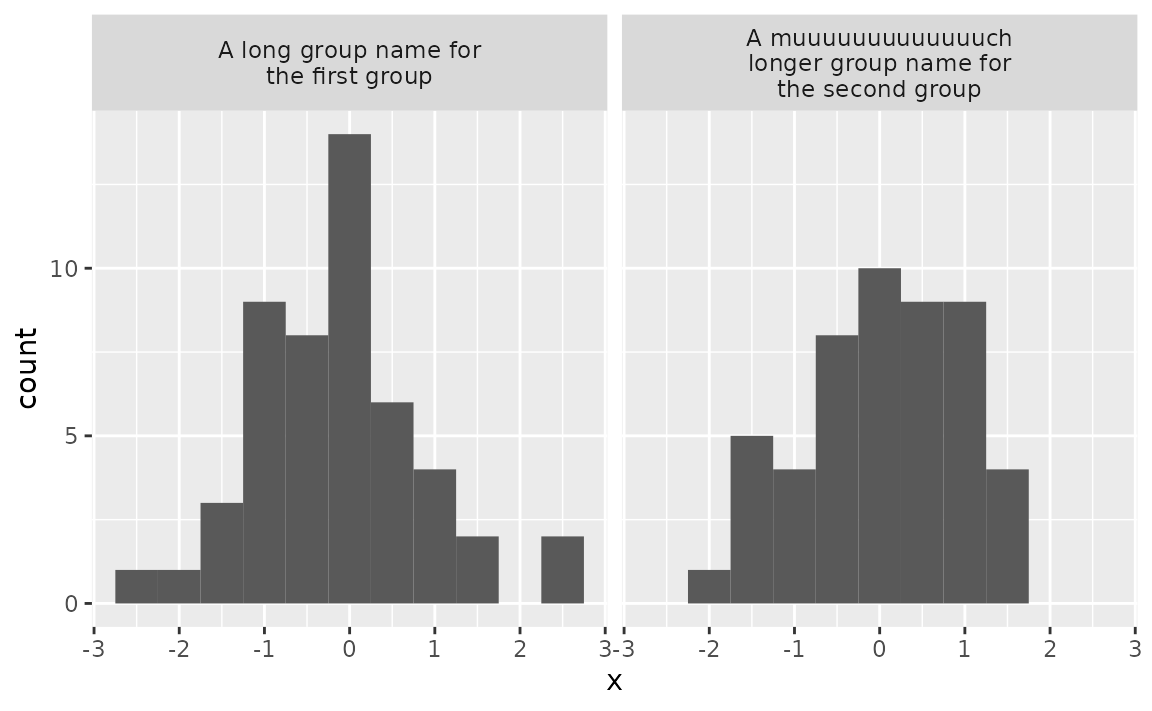 A long group name for
the first group
A muuuuuuuuuuuuuch
longer group name for
the second group
count
10
5
0
-3 -2 -1 0 1 2 3
-3 -2 -1 0 1 2 3
x